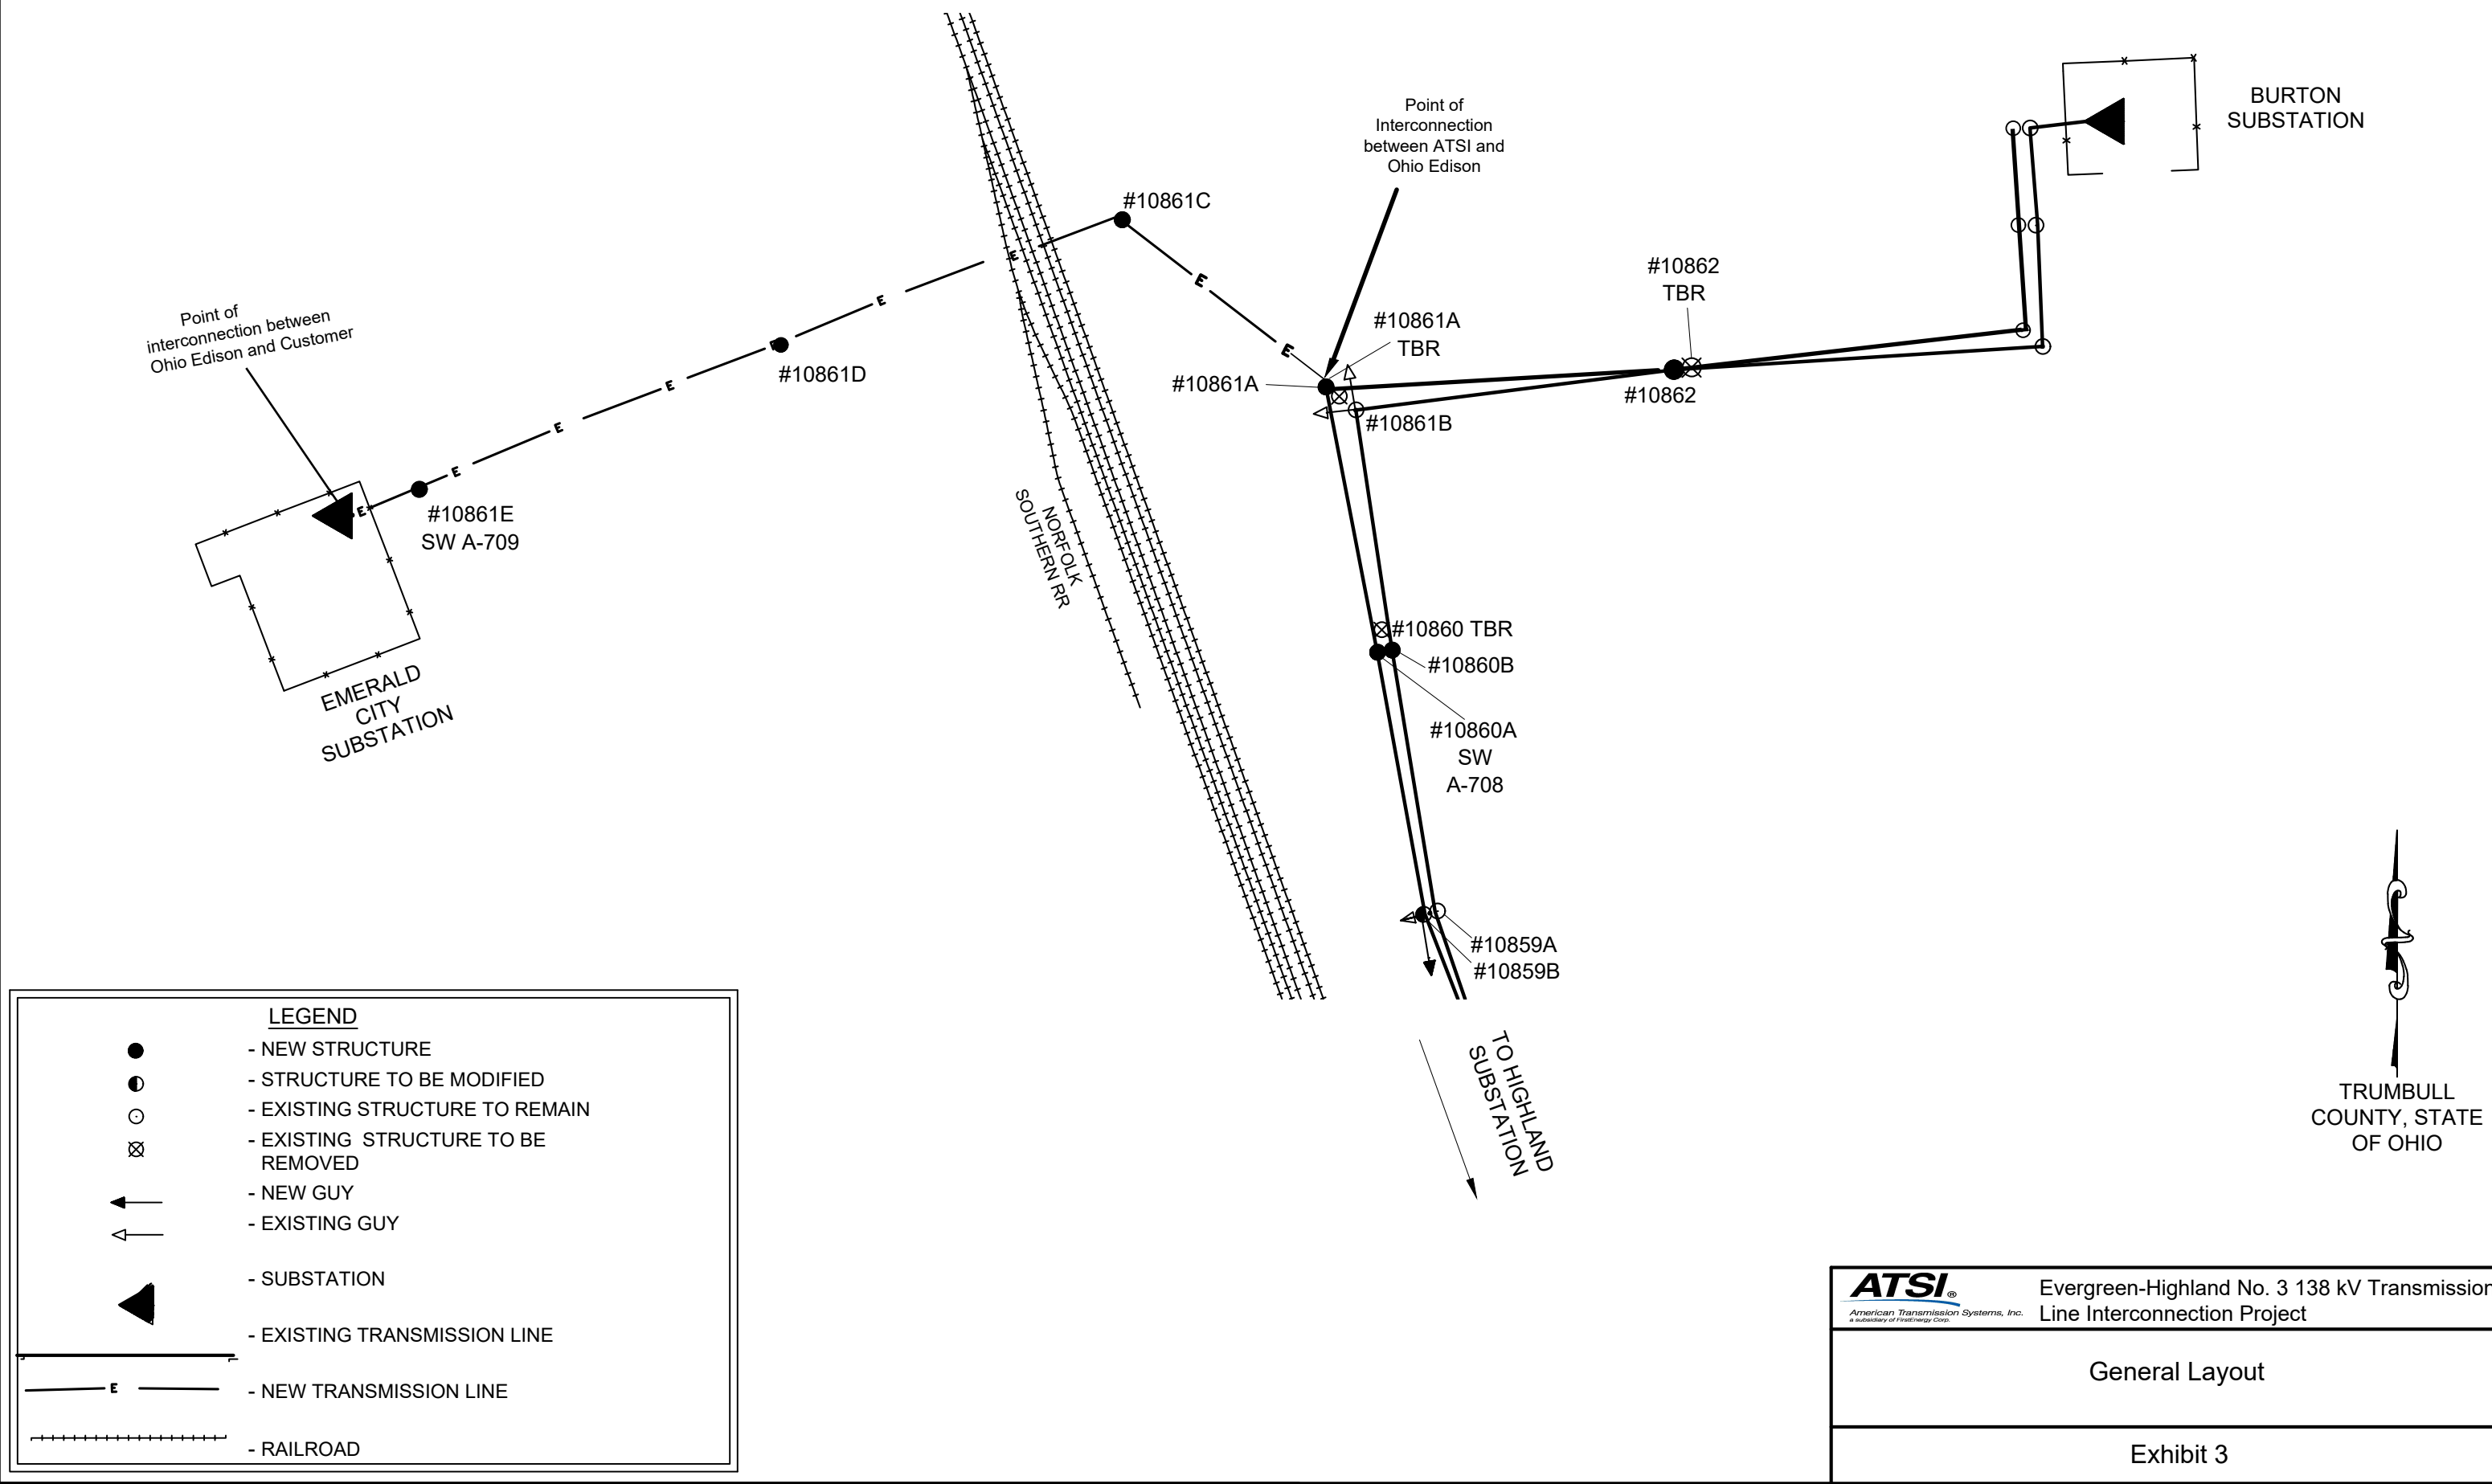 Point of
Interconnection
between ATSI and
Ohio Edison
BURTON
SUBSTATION
#10861C
E
E
E
E
#10862
TBR
Point of
interconnection between
Ohio Edison and Customer
#10861A
TBR
#10861D
#10861A
#10862
#10861B
E
E
E
E
#10861E
SW A-709
NORFOLK
SOUTHERN RR
#10860 TBR
#10860B
EMERALD
CITY
SUBSTATION
#10860A
SW
A-708
#10859A
#10859B
TO HIGHLAND
SUBSTATION
LEGEND
- NEW STRUCTURE
- STRUCTURE TO BE MODIFIED
- EXISTING STRUCTURE TO REMAIN
- EXISTING STRUCTURE TO BE
REMOVED
- NEW GUY
- EXISTING GUY
- SUBSTATION
- EXISTING TRANSMISSION LINE
E
- NEW TRANSMISSION LINE
- RAILROAD
TRUMBULL
COUNTY, STATE
OF OHIO
ATSI®
American Transmission Systems, Inc.
a subsidiary of FirstEnergy Corp.
Evergreen-Highland No. 3 138 kV Transmission
Line Interconnection Project
General Layout
Exhibit 3